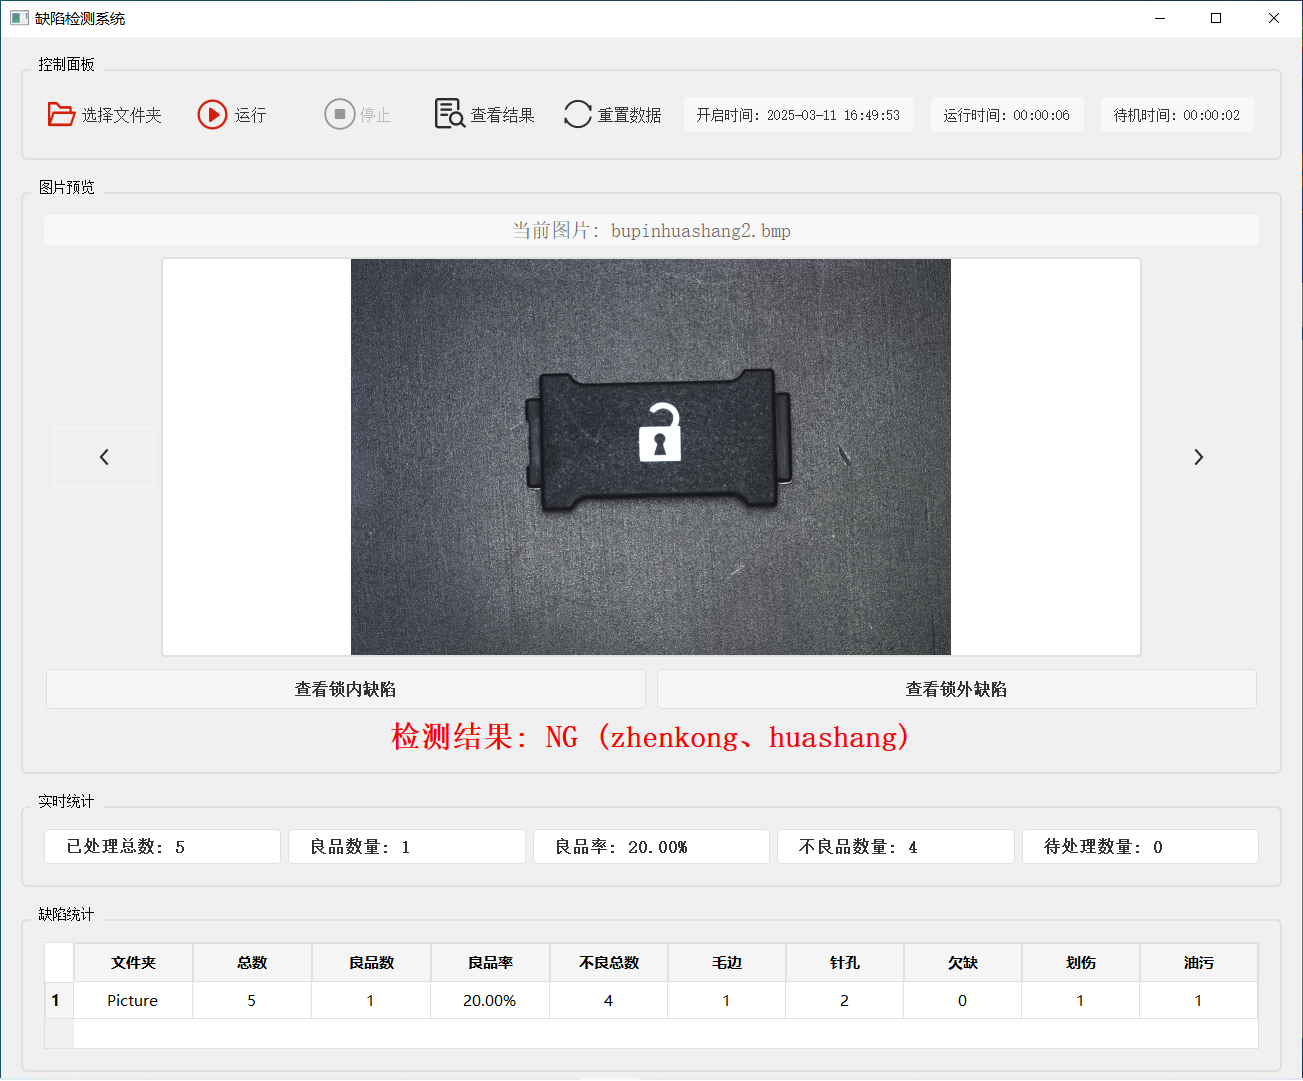 缺陷检测系统
控制面板
选择文件夹 运行 停止 查看结果 重置数据 开启时间: 2025-03-11 16:49:53 运行时间: 00:00:06 待机时间: 00:00:02
图片预览
当前图片: bupinhuashang2.bmp
查看锁内缺陷 查看锁外缺陷
检测结果: NG (zhenkong、huashang)
实时统计
已处理总数: 5 良品数量: 1 良品率: 20.00% 不良品数量: 4 待处理数量: 0
缺陷统计
文件夹 总数 良品数 良品率 不良总数 毛边 针孔 欠缺 划伤 油污
1 Picture 5 1 20.00% 4 1 2 0 1 1